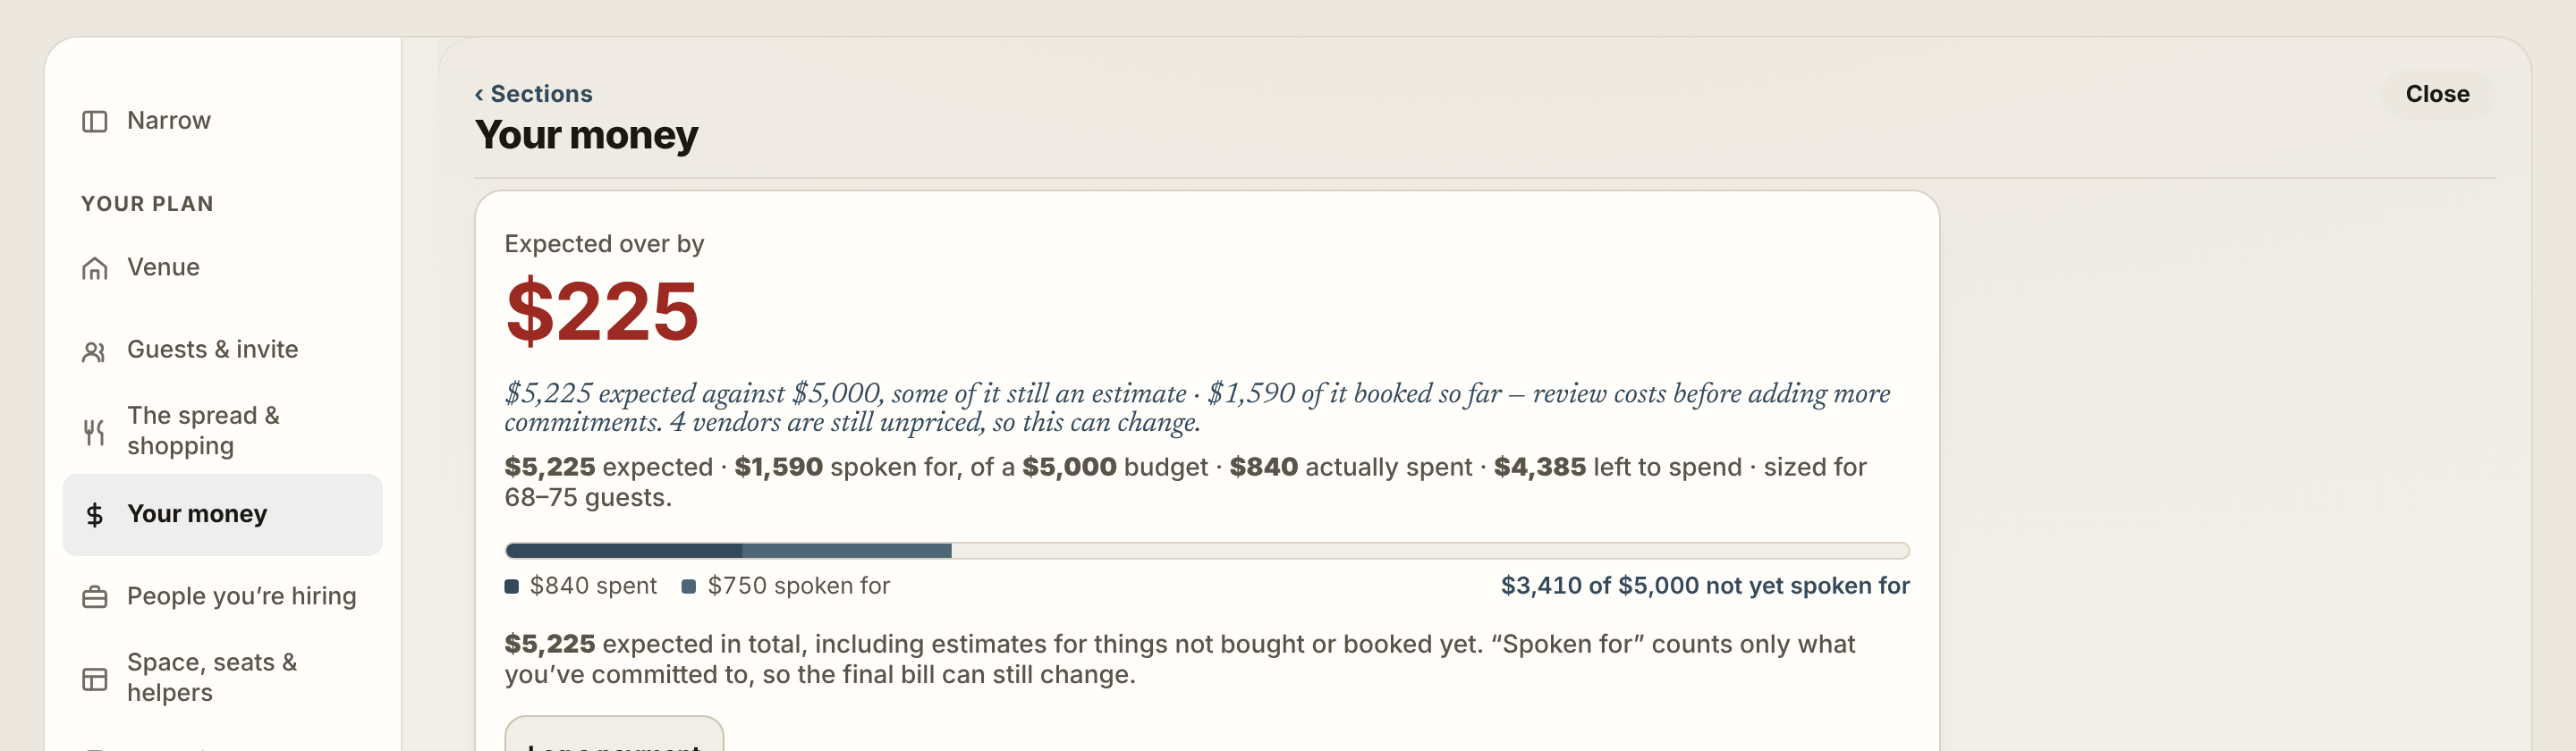 Narrow
YOUR PLAN
Venue
Guests & invite
The spread &
shopping
Your money
People you’re hiring
Space, seats &
helpers
‹ Sections
Close
Your money
Expected over by
$225
$5,225 expected against $5,000, some of it still an estimate · $1,590 of it booked so far – review costs before adding more
commitments. 4 vendors are still unpriced, so this can change.
$5,225 expected · $1,590 spoken for, of a $5,000 budget · $840 actually spent · $4,385 left to spend · sized for
68–75 guests.
$840 spent $750 spoken for
$3,410 of $5,000 not yet spoken for
$5,225 expected in total, including estimates for things not bought or booked yet. “Spoken for” counts only what
you’ve committed to, so the final bill can still change.